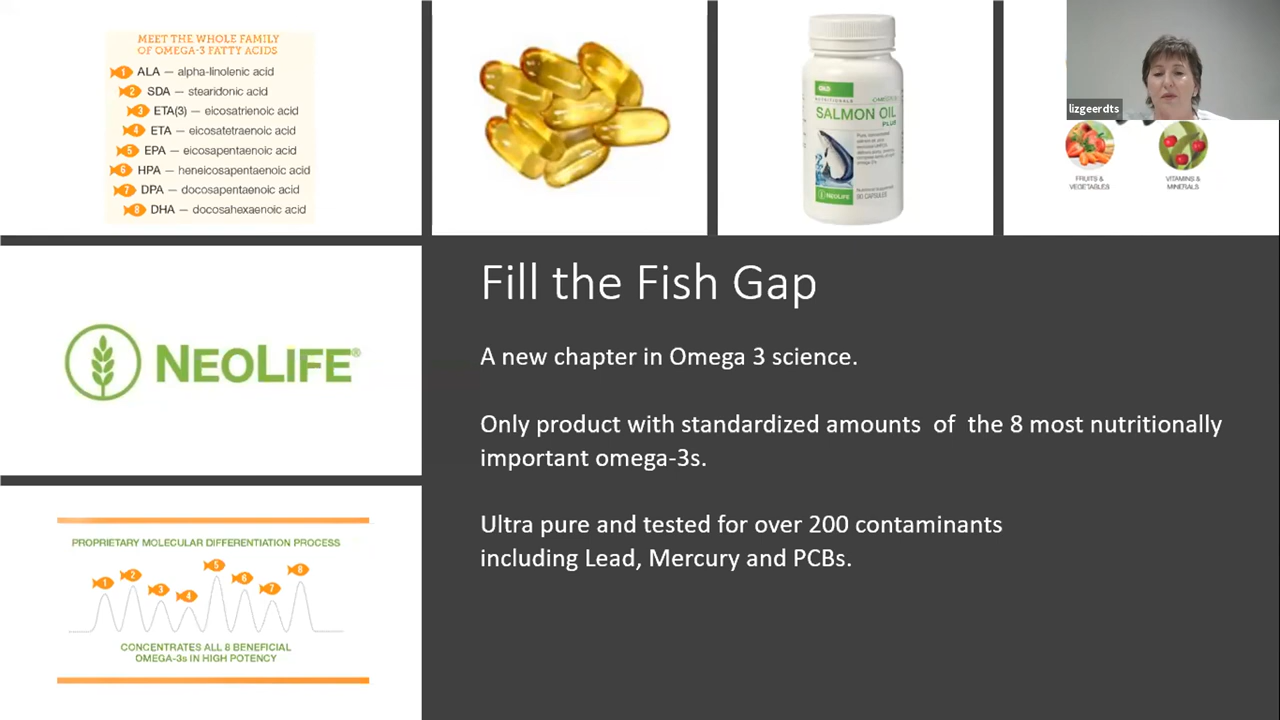 MEET THE WHOLE FAMILY
OF OMEGA-3 FATTY ACIDS
1 ALA — alpha-linolenic acid
2 SDA — stearidonic acid
3 ETA(3) — eicosatrienoic acid
4 ETA — eicosatetraenoic acid
5 EPA — eicosapentaenoic acid
6 HPA — heneicosapentaenoic acid
7 DPA — docosapentaenoic acid
8 DHA — docosahexaenoic acid
NUTRITIONALS
SALMON OIL
PLUS
NEOLIFE
90 CAPSULES
lizgeerdts
FRUITS &
VEGETABLES
VITAMINS &
MINERALS
NEOLIFE®
Fill the Fish Gap
A new chapter in Omega 3 science.
Only product with standardized amounts of the 8 most nutritionally
important omega-3s.
Ultra pure and tested for over 200 contaminants
including Lead, Mercury and PCBs.
PROPRIETARY MOLECULAR DIFFERENTIATION PROCESS
1 2 3 4 5 6 7 8
CONCENTRATES ALL 8 BENEFICIAL
OMEGA-3s IN HIGH POTENCY